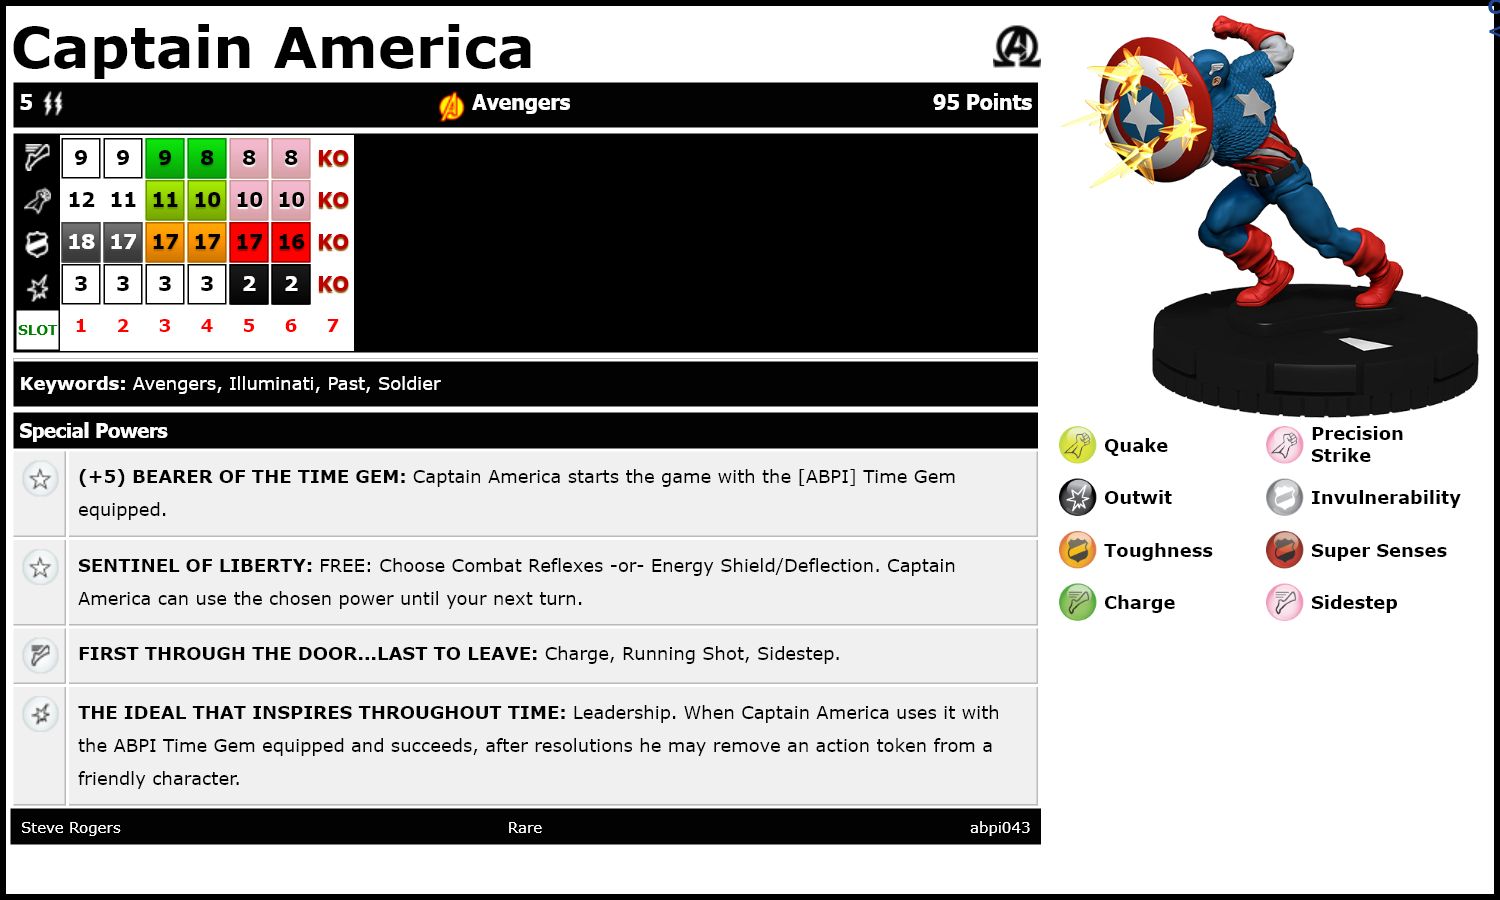 Captain America
5 Avengers 95 Points
9 9 9 8 8 8 KO
12 11 11 10 10 10 KO
18 17 17 17 17 16 KO
3 3 3 3 2 2 KO
SLOT 1 2 3 4 5 6 7
Keywords: Avengers, Illuminati, Past, Soldier
Special Powers
(+5) BEARER OF THE TIME GEM: Captain America starts the game with the [ABPI] Time Gem
equipped.
SENTINEL OF LIBERTY: FREE: Choose Combat Reflexes -or- Energy Shield/Deflection. Captain
America can use the chosen power until your next turn.
FIRST THROUGH THE DOOR...LAST TO LEAVE: Charge, Running Shot, Sidestep.
THE IDEAL THAT INSPIRES THROUGHOUT TIME: Leadership. When Captain America uses it with
the ABPI Time Gem equipped and succeeds, after resolutions he may remove an action token from a
friendly character.
Steve Rogers Rare abpi043
Quake
Precision
Strike
Outwit
Invulnerability
Toughness
Super Senses
Charge
Sidestep